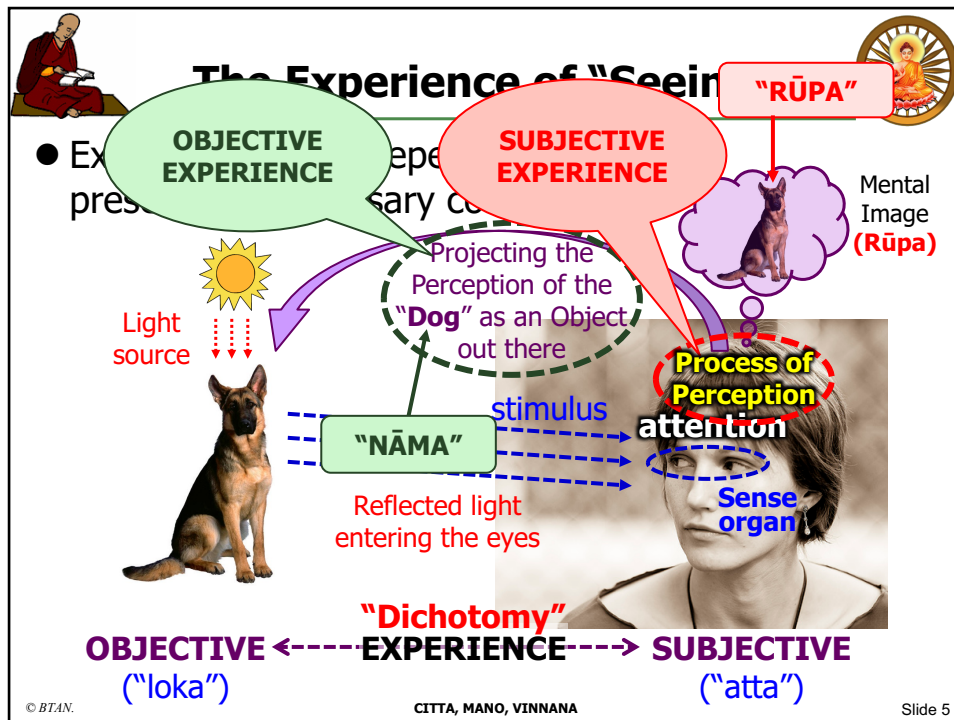 The Experience of “Seein
“RŪPA”
OBJECTIVE
EXPERIENCE
SUBJECTIVE
EXPERIENCE
● Ex epe
pres sary co
Mental
Image
(Rūpa)
Projecting the
Perception of the
“Dog” as an Object
out there
Light
source
Process of
Perception
attention
stimulus
“NĀMA”
Sense
organ
Reflected light
entering the eyes
“Dichotomy”
OBJECTIVE EXPERIENCE SUBJECTIVE
(“loka”) (“atta”)
© BTAN. CITTA, MANO, VINNANA Slide 5